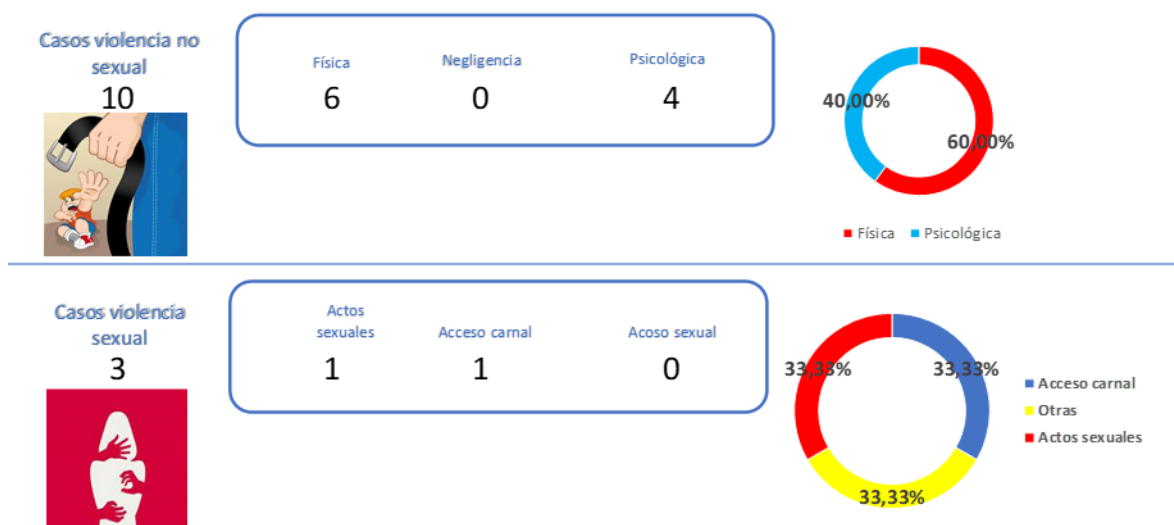 Casos violencia no
sexual
10
Física
Negligencia
Psicológica
6
0
4
40,00%
60,00%
Física
Psicológica
Casos violencia
sexual
3
Actos
sexuales
Acceso carnal
Acoso sexual
1
1
0
33,33%
33,33%
33,33%
Acceso carnal
Otras
Actos sexuales